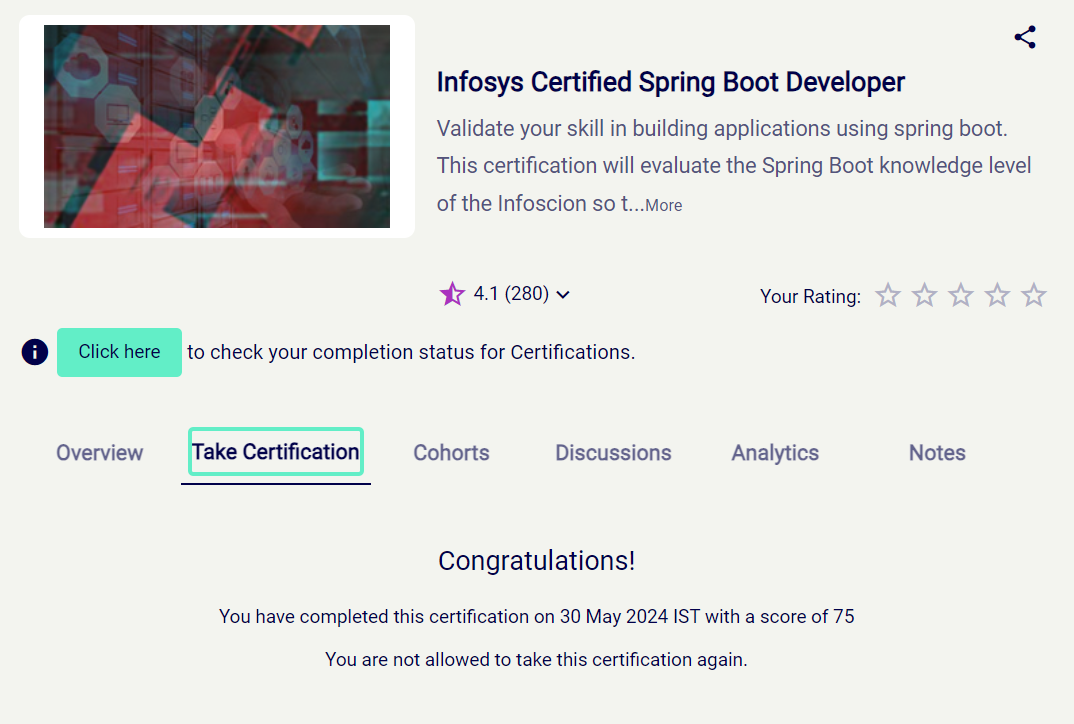 Infosys Certified Spring Boot Developer
Validate your skill in building applications using spring boot.
This certification will evaluate the Spring Boot knowledge level
of the Infoscion so t...More
4.1 (280)
Your Rating:
Click here to check your completion status for Certifications.
Overview
Take Certification
Cohorts
Discussions
Analytics
Notes
Congratulations!
You have completed this certification on 30 May 2024 IST with a score of 75
You are not allowed to take this certification again.